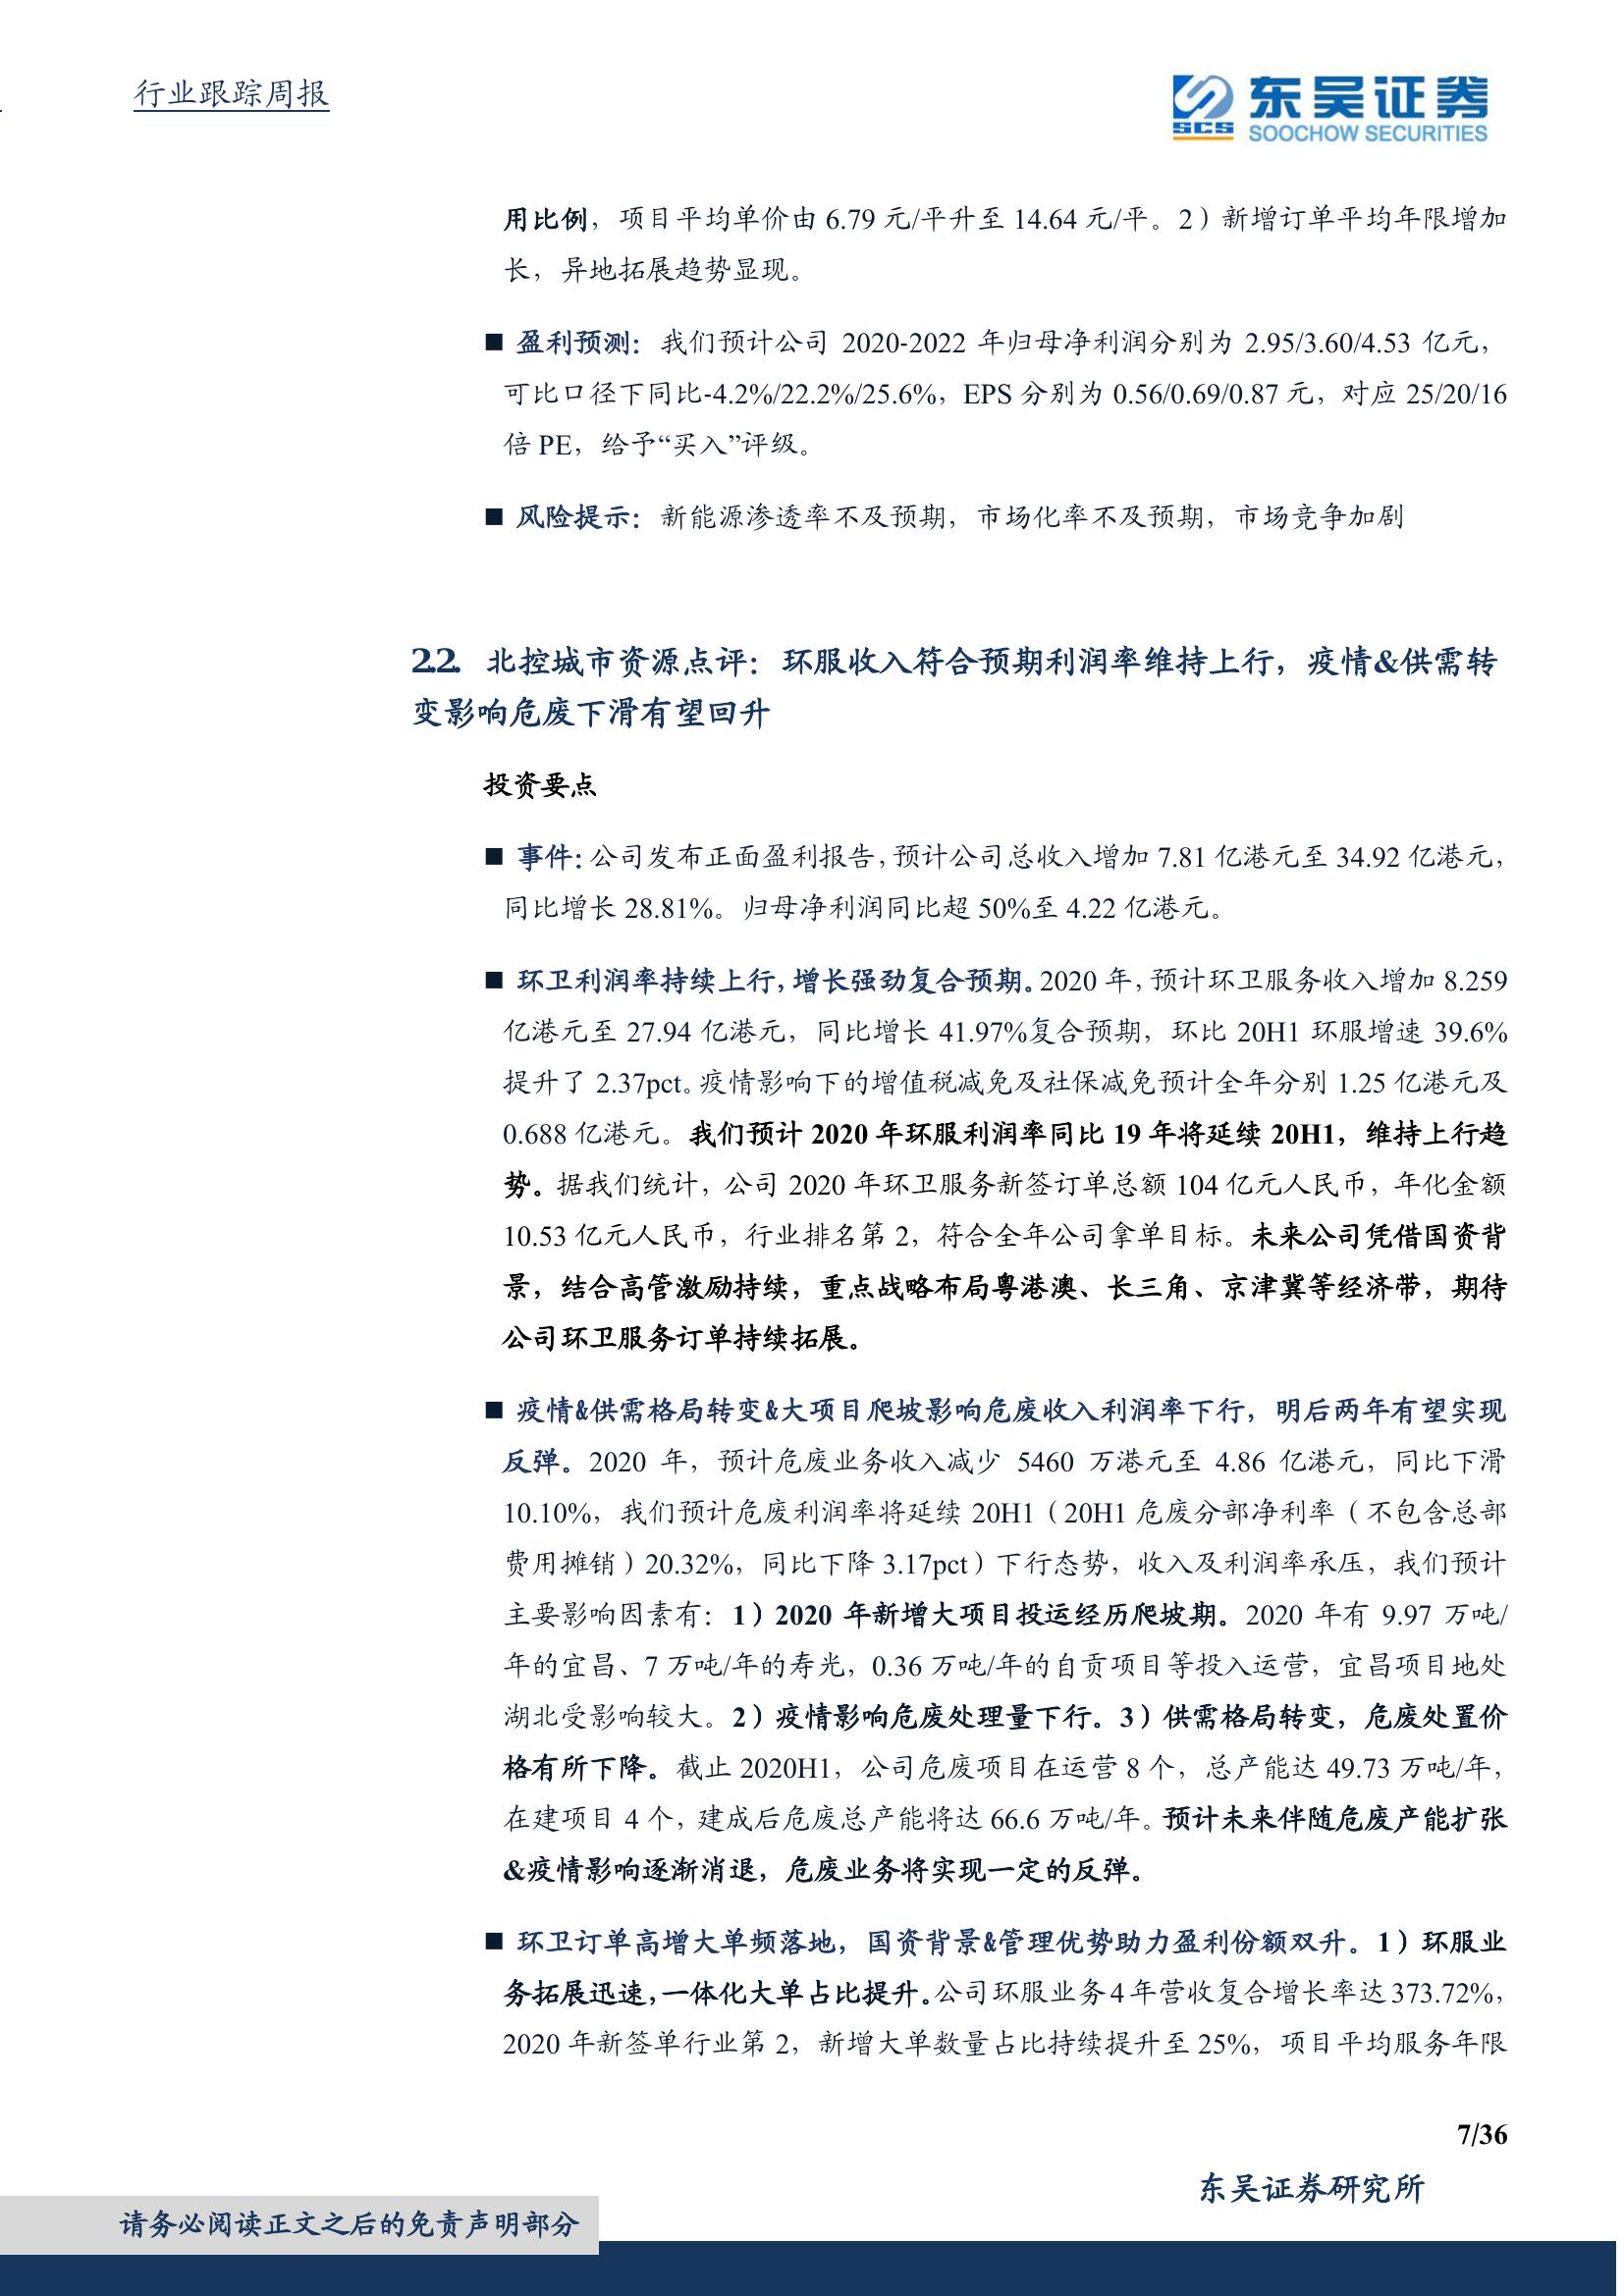 行业跟踪周报
SCS 东吴证券
SOOCHOW SECURITIES
用比例，项目平均单价由 6.79 元/平升至 14.64 元/平。2）新增订单平均年限增加
长，异地拓展趋势显现。
■ 盈利预测：我们预计公司 2020-2022 年归母净利润分别为 2.95/3.60/4.53 亿元，
可比口径下同比-4.2%/22.2%/25.6%，EPS 分别为 0.56/0.69/0.87 元，对应 25/20/16
倍 PE，给予“买入”评级。
■ 风险提示：新能源渗透率不及预期，市场化率不及预期，市场竞争加剧
2.2. 北控城市资源点评：环服收入符合预期利润率维持上行，疫情&供需转
变影响危废下滑有望回升
投资要点
■ 事件：公司发布正面盈利报告，预计公司总收入增加 7.81 亿港元至 34.92 亿港元，
同比增长 28.81%。归母净利润同比超 50%至 4.22 亿港元。
■ 环卫利润率持续上行，增长强劲复合预期。2020 年，预计环卫服务收入增加 8.259
亿港元至 27.94 亿港元，同比增长 41.97%复合预期，环比 20H1 环服增速 39.6%
提升了 2.37pct。疫情影响下的增值税减免及社保减免预计全年分别 1.25 亿港元及
0.688 亿港元。我们预计 2020 年环服利润率同比 19 年将延续 20H1，维持上行趋
势。据我们统计，公司 2020 年环卫服务新签订单总额 104 亿元人民币，年化金额
10.53 亿元人民币，行业排名第 2，符合全年公司拿单目标。未来公司凭借国资背
景，结合高管激励持续，重点战略布局粤港澳、长三角、京津冀等经济带，期待
公司环卫服务订单持续拓展。
■ 疫情&供需格局转变&大项目爬坡影响危废收入利润率下行，明后两年有望实现
反弹。2020 年，预计危废业务收入减少 5460 万港元至 4.86 亿港元，同比下滑
10.10%，我们预计危废利润率将延续 20H1（20H1 危废分部净利率（不包含总部
费用摊销）20.32%，同比下降 3.17pct）下行态势，收入及利润率承压，我们预计
主要影响因素有：1）2020 年新增大项目投运经历爬坡期。2020 年有 9.97 万吨/
年的宜昌、7 万吨/年的寿光，0.36 万吨/年的自贡项目等投入运营，宜昌项目地处
湖北受影响较大。2）疫情影响危废处理量下行。3）供需格局转变，危废处置价
格有所下降。截止 2020H1，公司危废项目在运营 8 个，总产能达 49.73 万吨/年，
在建项目 4 个，建成后危废总产能将达 66.6 万吨/年。预计未来伴随危废产能扩张
&疫情影响逐渐消退，危废业务将实现一定的反弹。
■ 环卫订单高增大单频落地，国资背景&管理优势助力盈利份额双升。1）环服业
务拓展迅速，一体化大单占比提升。公司环服业务 4 年营收复合增长率达 373.72%，
2020 年新签单行业第 2，新增大单数量占比持续提升至 25%，项目平均服务年限
7/36
东吴证券研究所
请务必阅读正文之后的免责声明部分